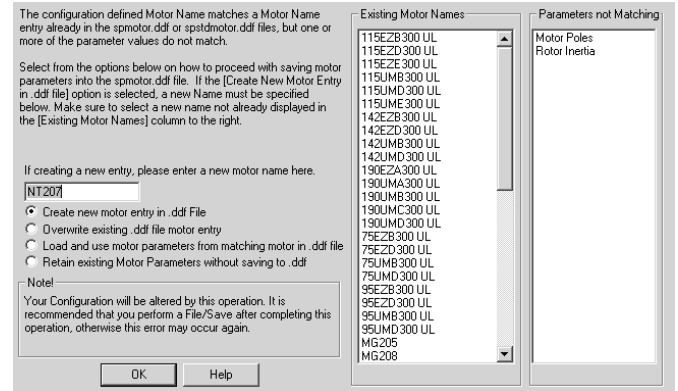 The configuration defined Motor Name matches a Motor Name
entry already in the spmotor.ddf or spstdmotor.ddf files, but one or
more of the parameter values do not match.
Select from the options below on how to proceed with saving motor
parameters into the spmotor.ddf file. If the [Create New Motor Entry
in .ddf file] option is selected, a new Name must be specified
below. Make sure to select a new name not already displayed in
the [Existing Motor Names] column to the right.
If creating a new entry, please enter a new motor name here.
NT207
Create new motor entry in .ddf File
Overwrite existing .ddf file motor entry
Load and use motor parameters from matching motor in .ddf file
Retain existing Motor Parameters without saving to .ddf
Note!
Your Configuration will be altered by this operation. It is
recommended that you perform a File/Save after completing this
operation, otherwise this error may occur again.
OK
Help
Existing Motor Names
115EZB300 UL
115EZD300 UL
115EZE300 UL
115UMB300 UL
115UMD300 UL
115UME300 UL
142EZB300 UL
142EZD300 UL
142UMB300 UL
142UMD300 UL
190EZA300 UL
190UMA300 UL
190UMB300 UL
190UMC300 UL
190UMD300 UL
75EZB300 UL
75EZD300 UL
75UMB300 UL
75UMD300 UL
95EZB300 UL
95EZD300 UL
95UMB300 UL
95UMD300 UL
MG205
MG208
Parameters not Matching
Motor Poles
Rotor Inertia